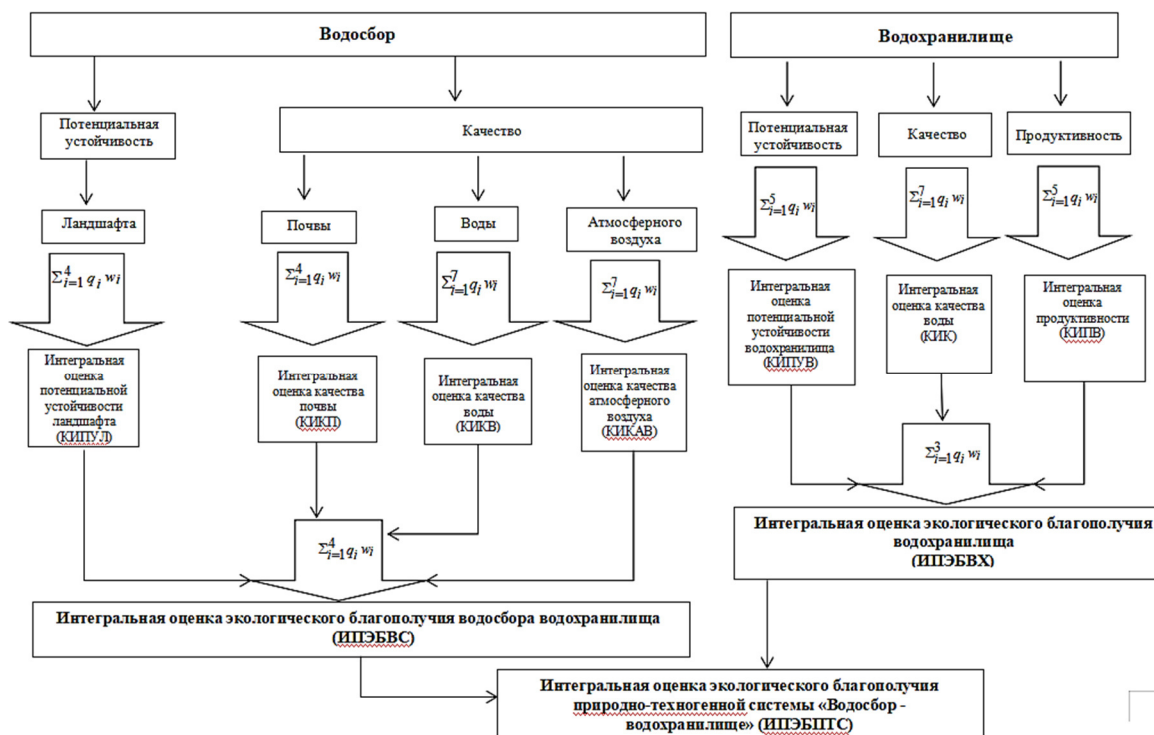 Водосбор
Водохранилище
Потенциальная
устойчивость
Качество
Потенциальная
устойчивость
Качество
Продуктивность
Ландшафта
Почвы
Воды
Атмосферного
воздуха
Σ⁵ᵢ₌₁ qᵢ wᵢ
Σ⁷ᵢ₌₁ qᵢ wᵢ
Σ⁵ᵢ₌₁ qᵢ wᵢ
Σ⁴ᵢ₌₁ qᵢ wᵢ
Σ⁴ᵢ₌₁ qᵢ wᵢ
Σ⁷ᵢ₌₁ qᵢ wᵢ
Σ⁷ᵢ₌₁ qᵢ wᵢ
Интегральная
оценка
потенциальной
устойчивости
водохранилища
(КИПУВ)
Интегральная
оценка качества
воды
(КИК)
Интегральная
оценка
продуктивности
(КИПВ)
Интегральная
оценка
потенциальной
устойчивости
ландшафта
(КИПУЛ)
Интегральная
оценка качества
почвы
(КИКП)
Интегральная
оценка качества
воды
(КИКВ)
Интегральная
оценка качества
атмосферного
воздуха
(КИКАВ)
Σ³ᵢ₌₁ qᵢ wᵢ
Σ⁴ᵢ₌₁ qᵢ wᵢ
Интегральная оценка экологического благополучия
водохранилища
(ИПЭБВХ)
Интегральная оценка экологического благополучия водосбора водохранилища
(ИПЭБВС)
Интегральная оценка экологического благополучия
природно-техногенной системы «Водосбор -
водохранилище» (ИПЭБПТС)